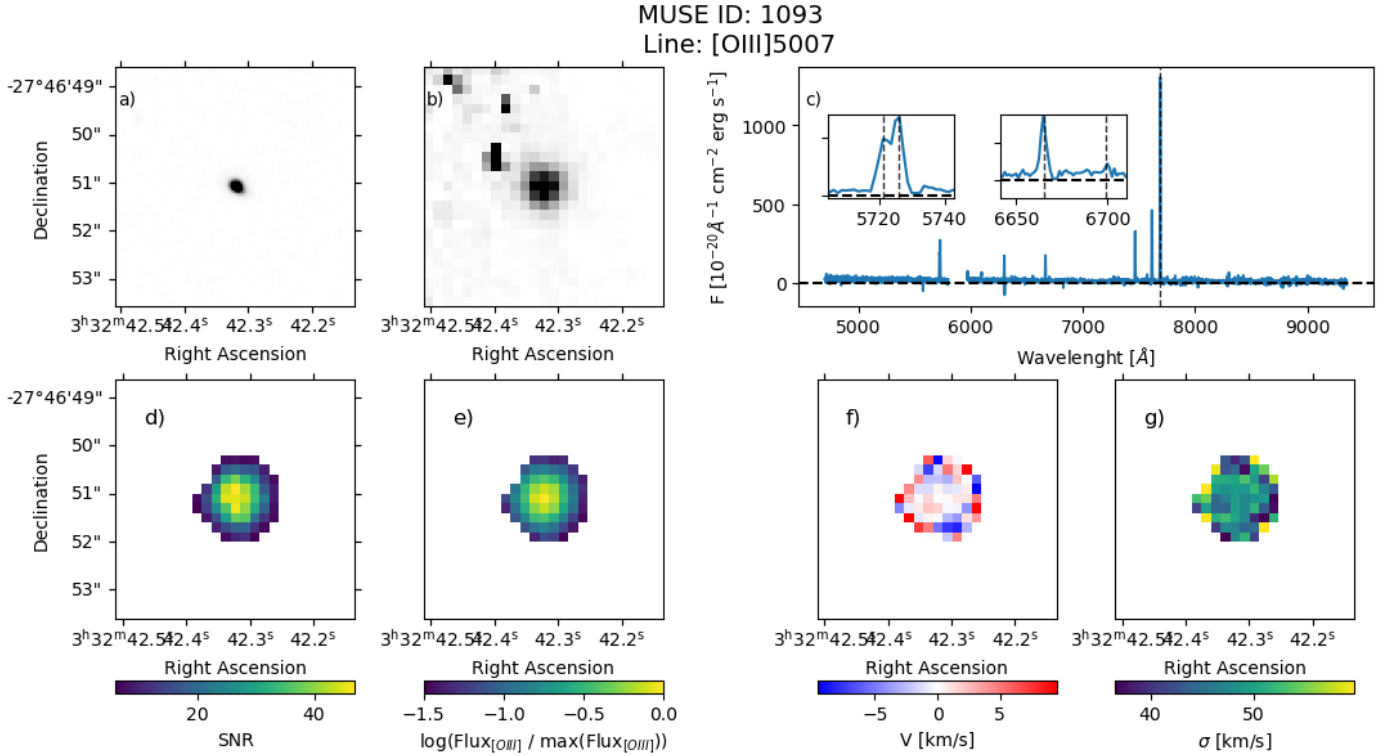 MUSE ID: 1093
Line: [OIII]5007
a)
b)
c)
-27°46'49"
50"
51"
52"
53"
Declination
3ʰ32ᵐ42.5ˢ 42.4ˢ 42.3ˢ 42.2ˢ
Right Ascension
3ʰ32ᵐ42.5ˢ 42.4ˢ 42.3ˢ 42.2ˢ
Right Ascension
F [10⁻²⁰Å⁻¹ cm⁻² erg s⁻¹]
1000
500
0
5720 5740
6650 6700
5000 6000 7000 8000 9000
Wavelenght [Å]
d)
e)
f)
g)
-27°46'49"
50"
51"
52"
53"
Declination
3ʰ32ᵐ42.5ˢ 42.4ˢ 42.3ˢ 42.2ˢ
Right Ascension
3ʰ32ᵐ42.5ˢ 42.4ˢ 42.3ˢ 42.2ˢ
Right Ascension
3ʰ32ᵐ42.5ˢ 42.4ˢ 42.3ˢ 42.2ˢ
Right Ascension
3ʰ32ᵐ42.5ˢ 42.4ˢ 42.3ˢ 42.2ˢ
Right Ascension
20 40
SNR
−1.5 −1.0 −0.5 0.0
log(Flux[OIII] / max(Flux[OIII]))
−5 0 5
V [km/s]
40 50
σ [km/s]